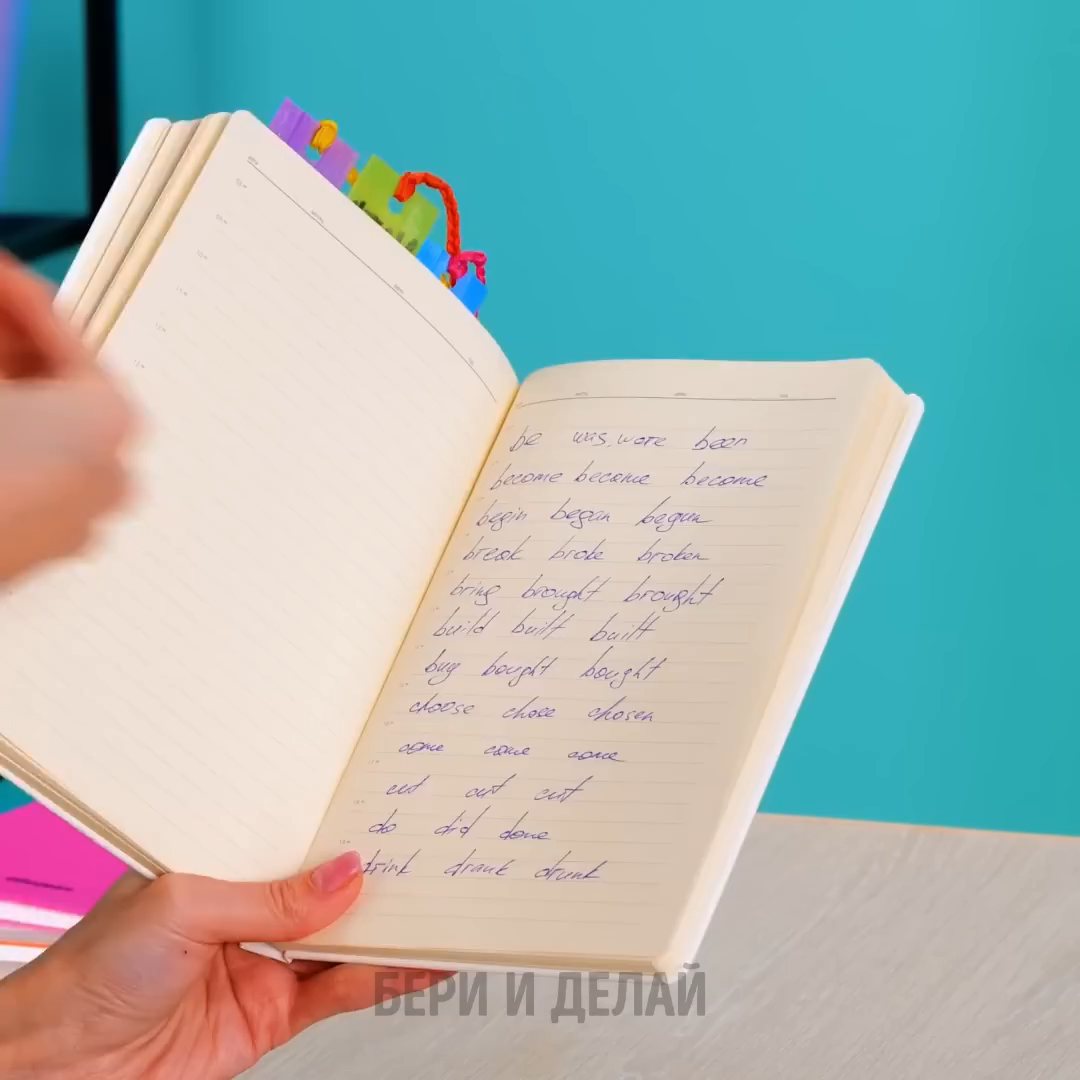 be was, were been
become became become
begin began begun
break broke broken
bring brought brought
build built built
buy bought bought
choose chose chosen
come came come
cut cut cut
do did done
drink drank drunk
БЕРИ И ДЕЛАЙ